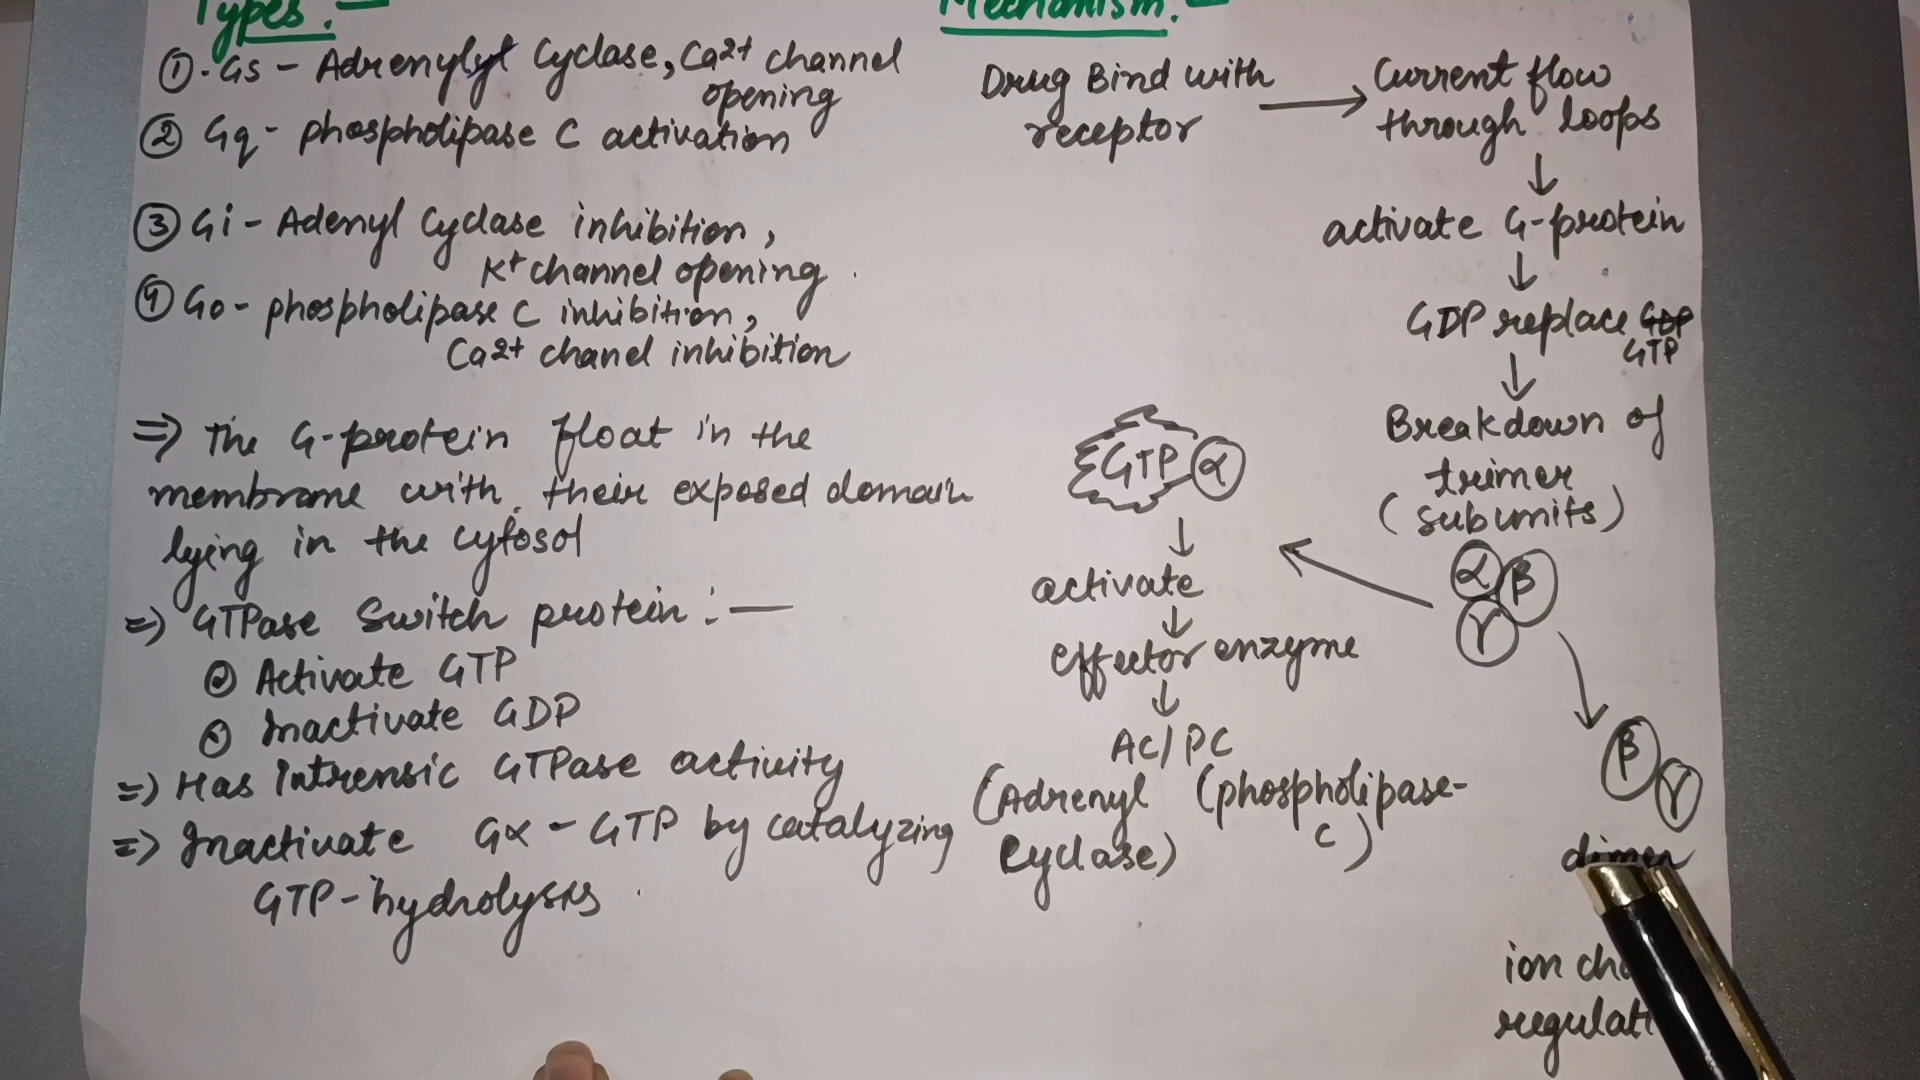 Types:-
① Gs - Adrenylyl Cyclase, Ca2+ channel
opening
② Gq - phospholipase C activation
③ Gi - Adenyl Cyclase inhibition,
K+ channel opening.
④ Go - phospholipase C inhibition,
Ca2+ chanel inhibition
=> The G-protein float in the
membrane with their exposed domain
lying in the cytosol
=> GTPase Switch protein:-
Activate GTP
Inactivate GDP
=> Has intrensic GTPase activity
=> Inactivate Gα - GTP by catalyzing
GTP-hydrolysis.
Mechanism:-
Drug Bind with
receptor
→ Current flow
through loops
↓
activate G-protein
↓
GDP replace GDP
GTP
↓
Breakdown of
trimer
(subunits)
α β
γ
GTP α
↓
activate
↓
effector enzyme
↓
AC/PC
(Adrenyl (phospholipase-
Cyclase) C)
β γ
dimer
ion